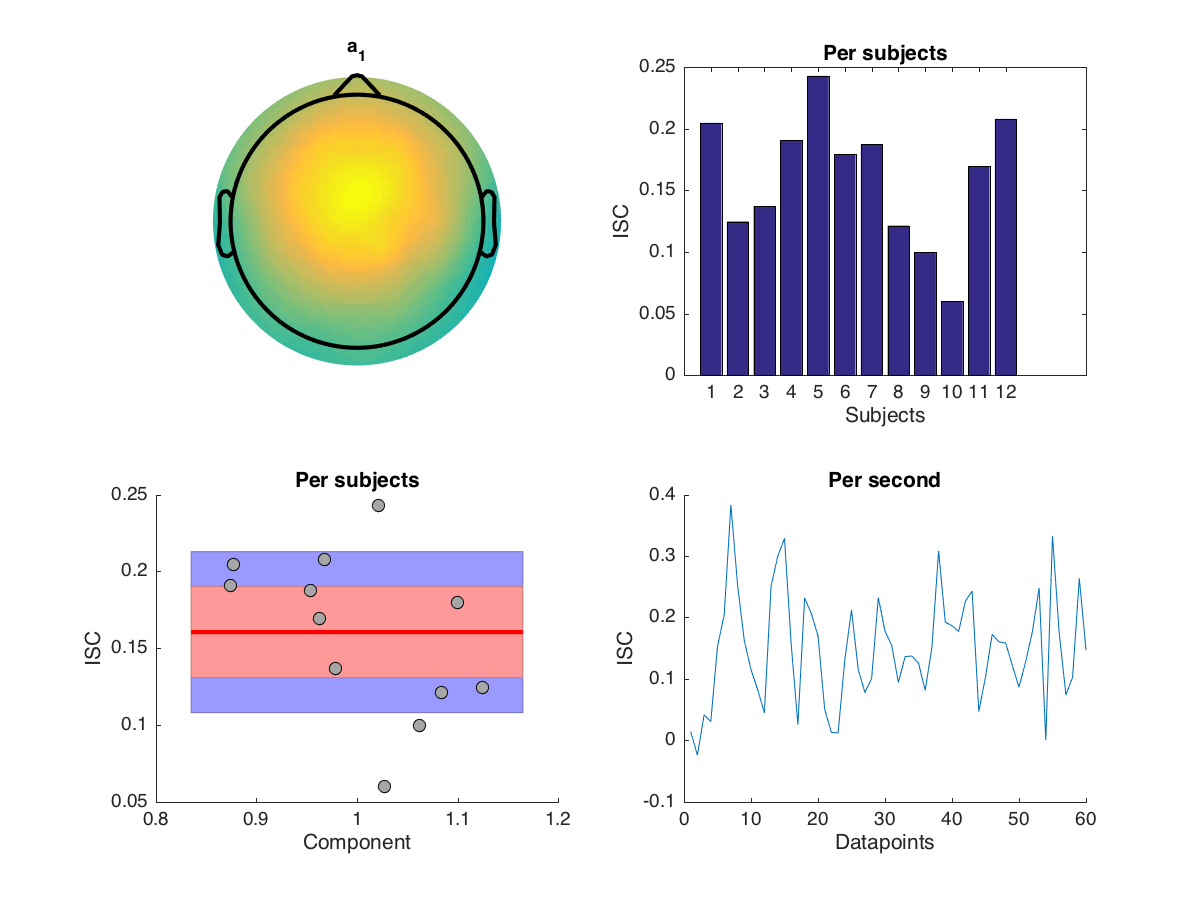 a1
Per subjects
0.25
0.2
0.15
0.1
0.05
0
ISC
1 2 3 4 5 6 7 8 9 10 11 12
Subjects
Per subjects
0.25
0.2
0.15
0.1
0.05
ISC
0.8 0.9 1 1.1 1.2
Component
Per second
0.4
0.3
0.2
0.1
0
-0.1
ISC
0 10 20 30 40 50 60
Datapoints